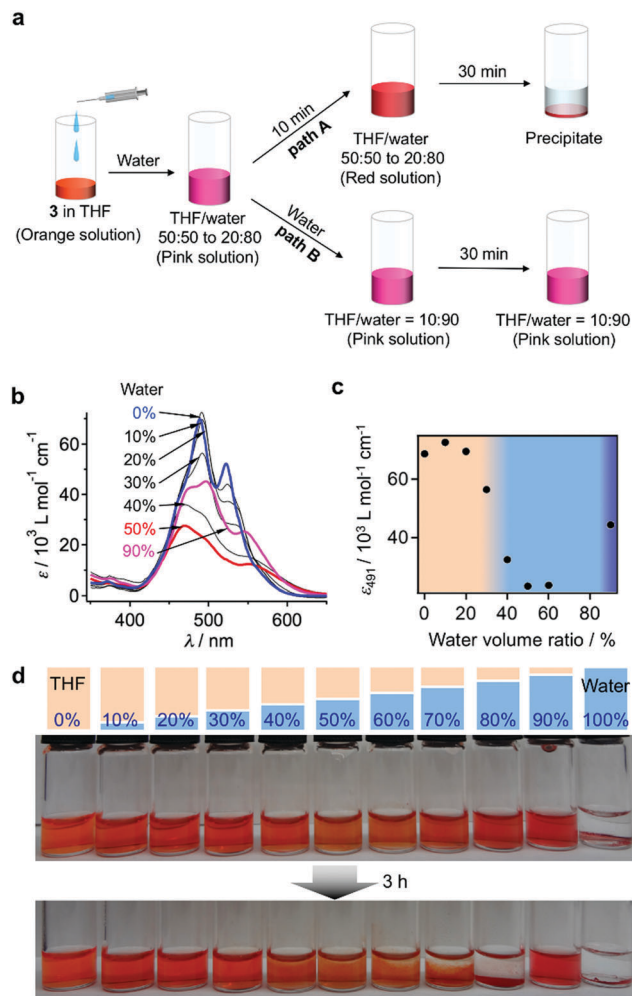 a
Water
3 in THF
(Orange solution)
THF/water
50:50 to 20:80
(Pink solution)
10 min
path A
THF/water
50:50 to 20:80
(Red solution)
30 min
Precipitate
Water
path B
THF/water = 10:90
(Pink solution)
30 min
THF/water = 10:90
(Pink solution)
b
Water
0%
10%
20%
30%
40%
50%
90%
60
40
20
0
400 500 600
ε / 10³ L mol⁻¹ cm⁻¹
λ / nm
c
60
40
0 20 40 60 80
ε₄₉₁ / 10³ L mol⁻¹ cm⁻¹
Water volume ratio / %
d
THF Water
0% 10% 20% 30% 40% 50% 60% 70% 80% 90% 100%
3 h